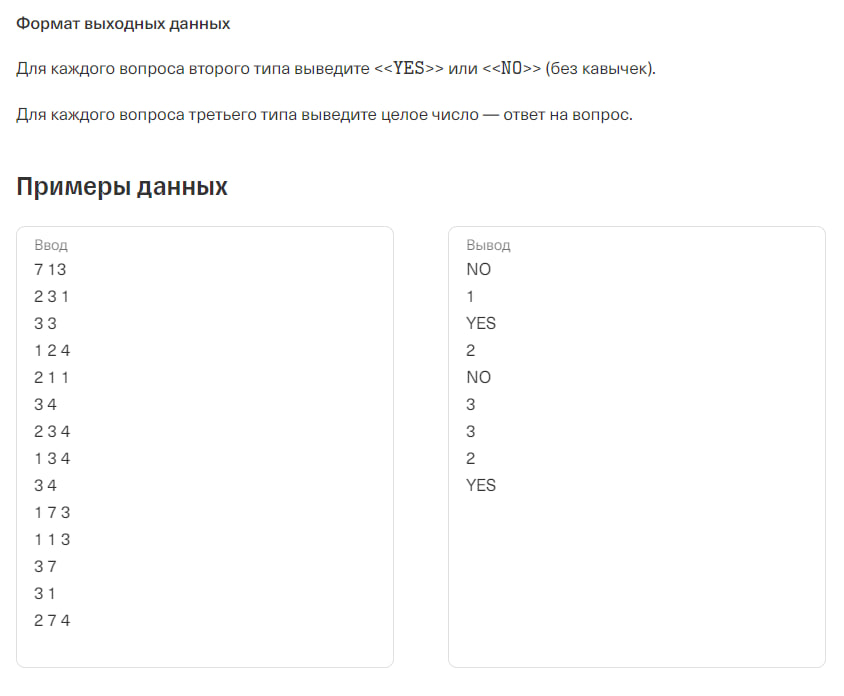 Формат выходных данных
Для каждого вопроса второго типа выведите <<YES>> или <<NO>> (без кавычек).
Для каждого вопроса третьего типа выведите целое число — ответ на вопрос.
Примеры данных
Ввод
7 13
2 3 1
3 3
1 2 4
2 1 1
3 4
2 3 4
1 3 4
3 4
1 7 3
1 1 3
3 7
3 1
2 7 4
Вывод
NO
1
YES
2
NO
3
3
2
YES